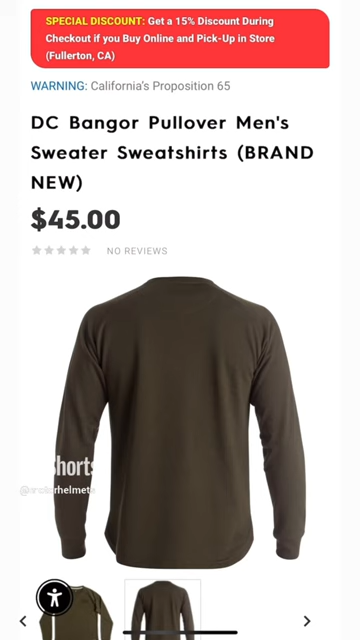 SPECIAL DISCOUNT: Get a 15% Discount During
Checkout if you Buy Online and Pick-Up in Store
(Fullerton, CA)
WARNING: California's Proposition 65
DC Bangor Pullover Men's
Sweater Sweatshirts (BRAND
NEW)
$45.00
NO REVIEWS
horts